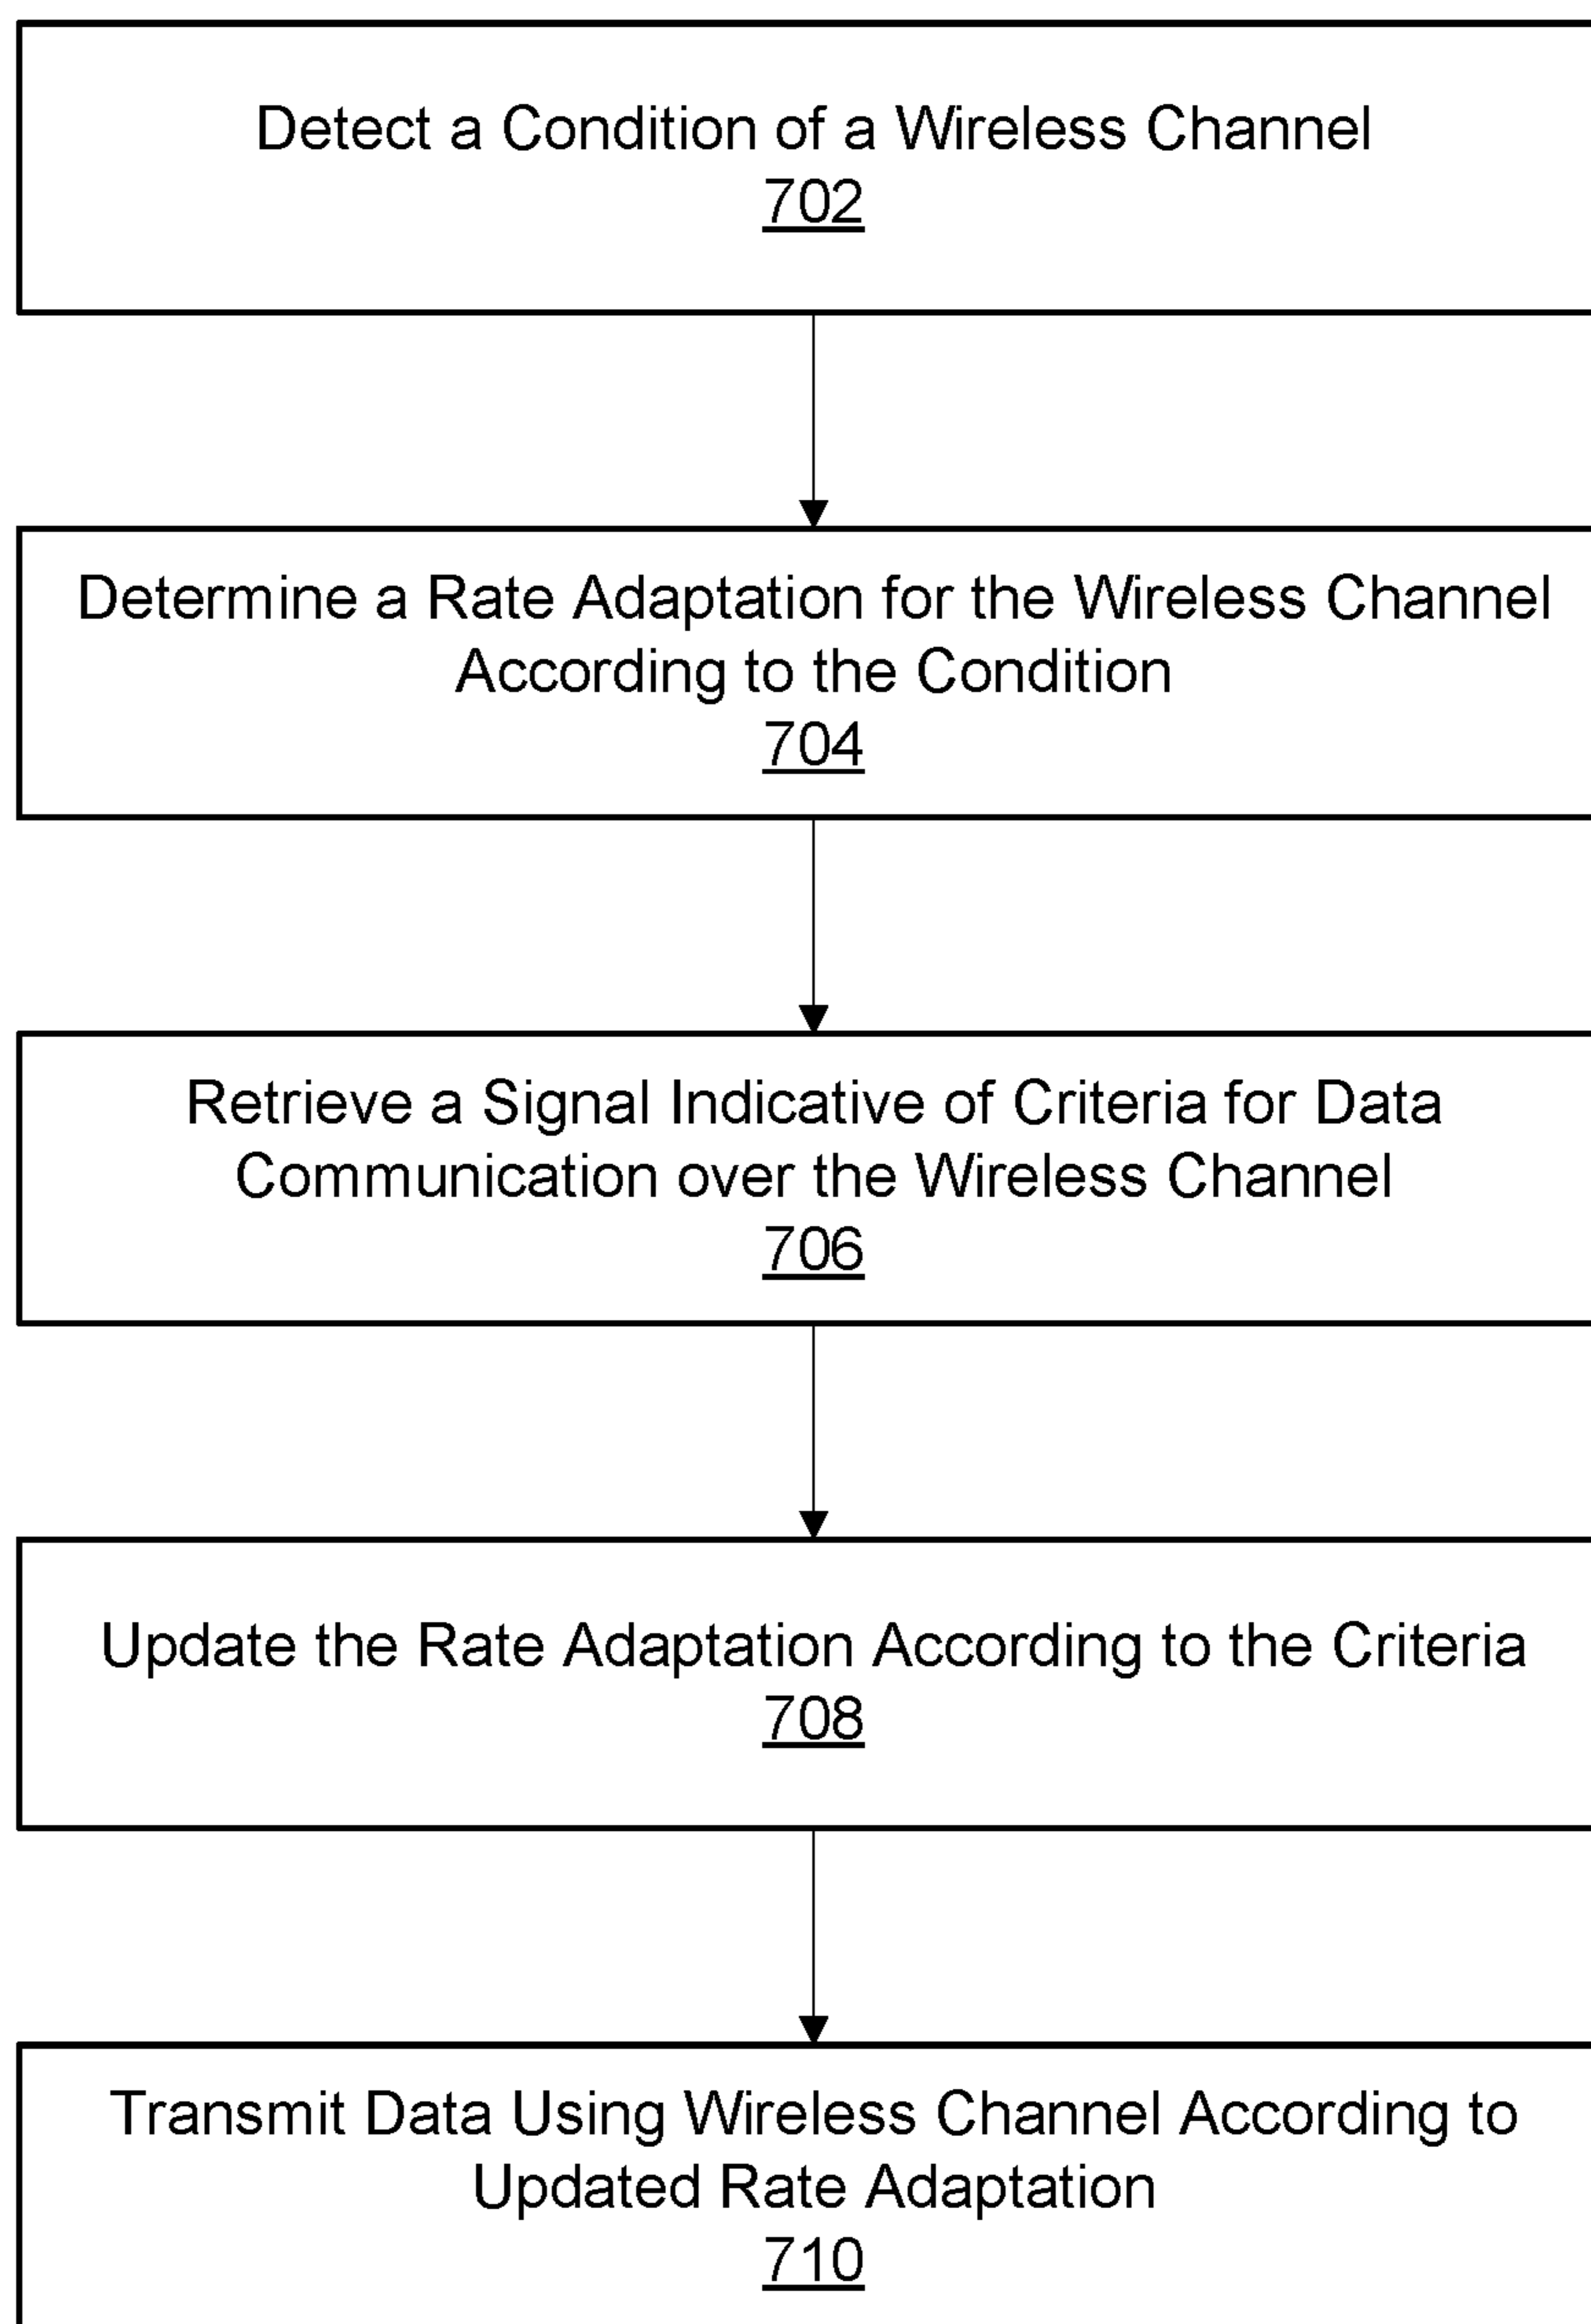 Detect a Condition of a Wireless Channel
702
Determine a Rate Adaptation for the Wireless Channel
According to the Condition
704
Retrieve a Signal Indicative of Criteria for Data
Communication over the Wireless Channel
706
Update the Rate Adaptation According to the Criteria
708
Transmit Data Using Wireless Channel According to
Updated Rate Adaptation
710